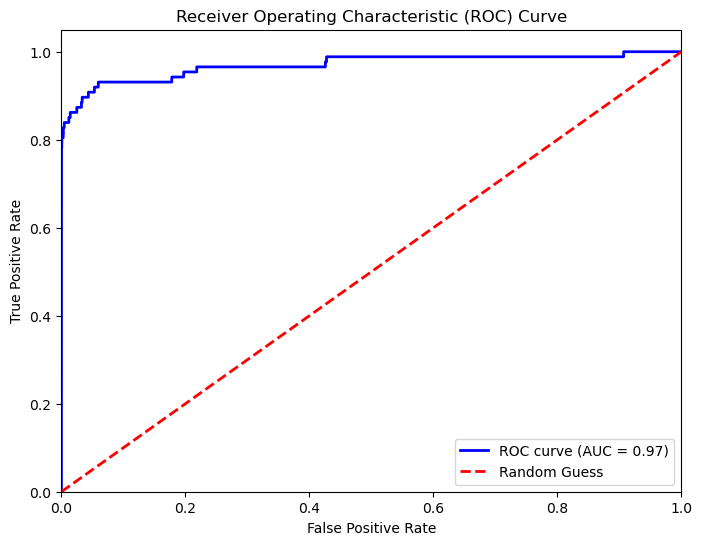 Receiver Operating Characteristic (ROC) Curve
1.0
0.8
0.6
0.4
0.2
0.0
True Positive Rate
ROC curve (AUC = 0.97)
Random Guess
0.0 0.2 0.4 0.6 0.8 1.0
False Positive Rate